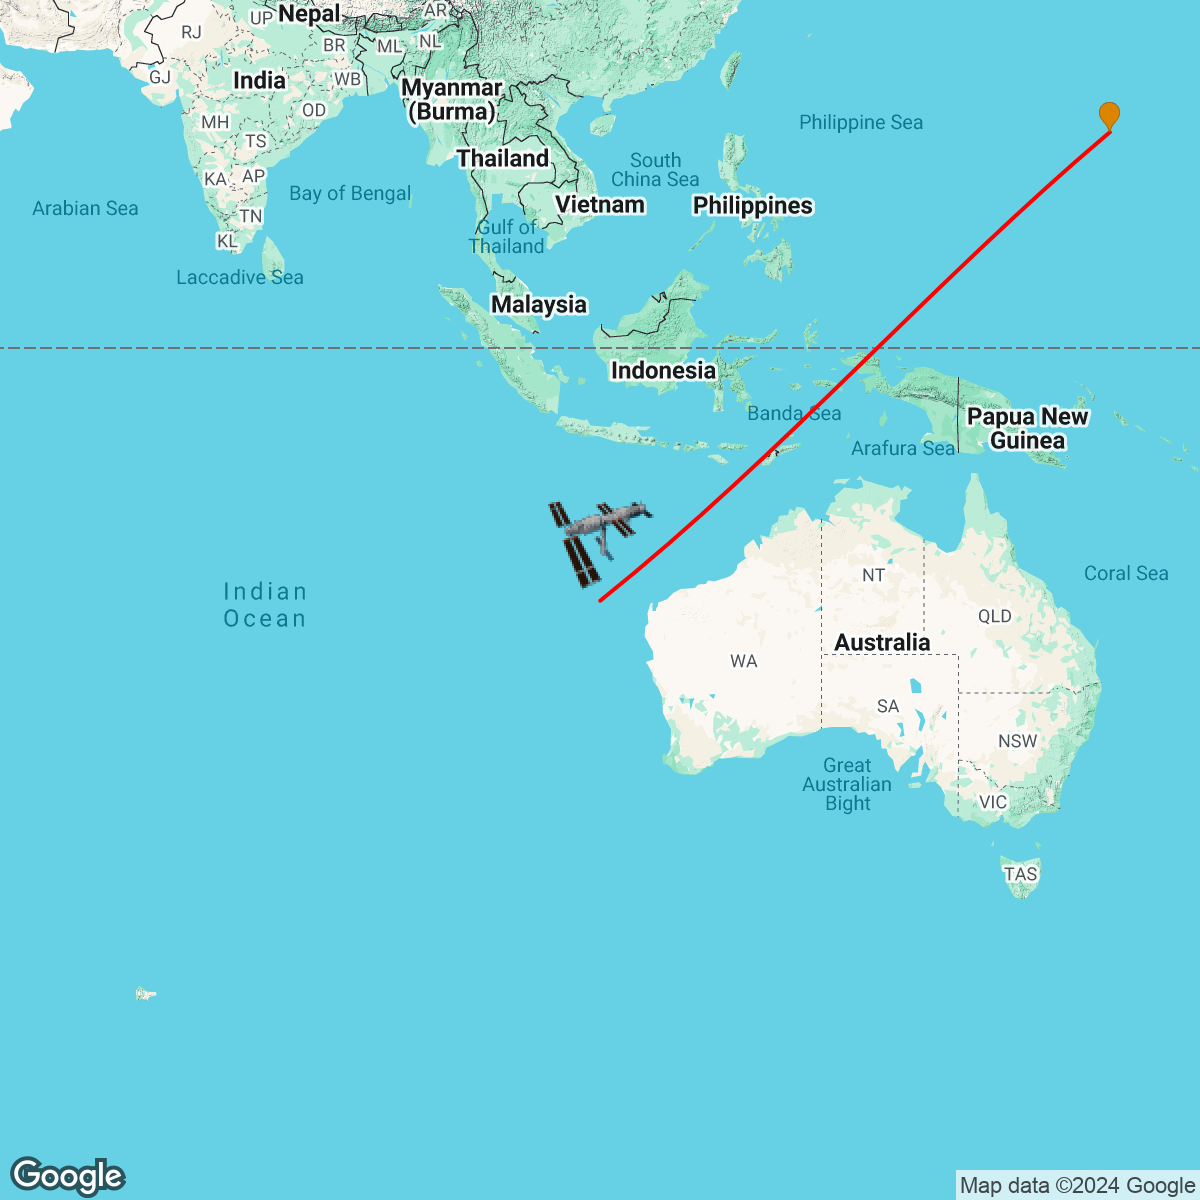 Nepal
AR
UP
RJ
BR
ML
NL
GJ
India
WB
Myanmar
(Burma)
OD
MH
TS
Philippine Sea
Thailand
South
China Sea
KA
AP
Bay of Bengal
Vietnam
Philippines
Arabian Sea
TN
Gulf of
Thailand
KL
Laccadive Sea
Malaysia
Indonesia
Banda Sea
Papua New
Guinea
Arafura Sea
Indian
Ocean
NT
Coral Sea
QLD
Australia
WA
SA
NSW
Great
Australian
Bight
VIC
TAS
Google
Map data ©2024 Google